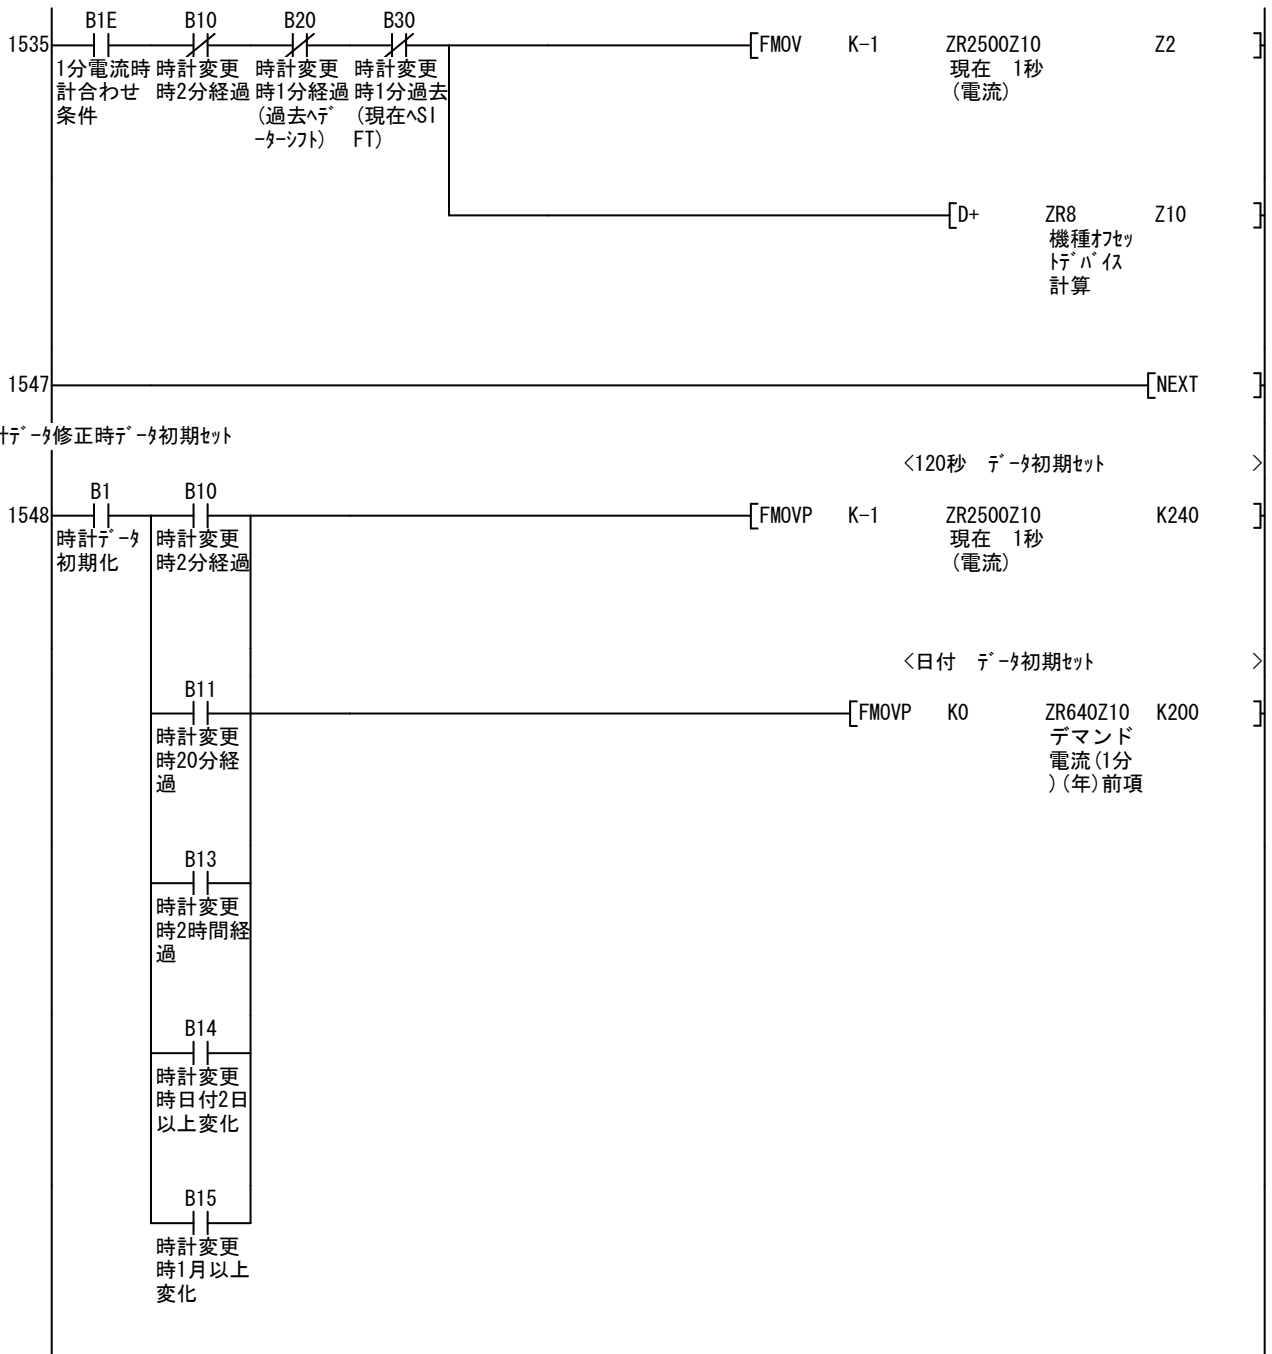 B1E B10 B20 B30
1535 [FMOV K-1 ZR2500Z10 Z2 ]
1分電流時 時計変更 時計変更 時計変更 現在 1秒
計合わせ 時2分経過 時1分経過 時1分過去 (電流)
条件 (過去ﾍﾃﾞ (現在ﾍSI
ｰﾀｰｼﾌﾄ) FT)
[D+ ZR8 Z10 ]
機種ｵﾌｾｯ
ﾄﾃﾞﾊﾞｲｽ
計算
1547 [NEXT ]
ﾃﾞｰﾀ修正時ﾃﾞｰﾀ初期ｾｯﾄ
<120秒 ﾃﾞｰﾀ初期ｾｯﾄ >
B1 B10
1548 [FMOVP K-1 ZR2500Z10 K240 ]
時計ﾃﾞｰﾀ 時計変更 現在 1秒
初期化 時2分経過 (電流)
<日付 ﾃﾞｰﾀ初期ｾｯﾄ >
B11
[FMOVP K0 ZR640Z10 K200 ]
時計変更 デマンド
時20分経 電流(1分
過 )(年)前項
B13
時計変更
時2時間経
過
B14
時計変更
時日付2日
以上変化
B15
時計変更
時1月以上
変化